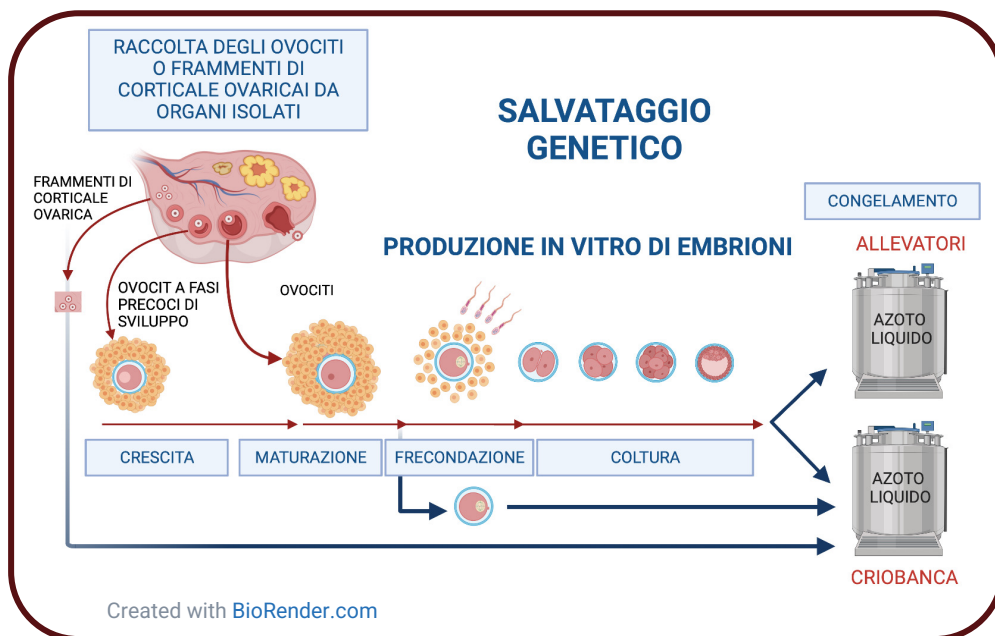 RACCOLTA DEGLI OVOCITI
O FRAMMENTI DI
CORTICALE OVARICAI DA
ORGANI ISOLATI
SALVATAGGIO
GENETICO
FRAMMENTI DI
CORTICALE
OVARICA
CONGELAMENTO
PRODUZIONE IN VITRO DI EMBRIONI
ALLEVATORI
OVOCIT A FASI
PRECOCI DI
SVILUPPO
OVOCITI
AZOTO
LIQUIDO
CRESCITA
MATURAZIONE
FRECONDAZIONE
COLTURA
AZOTO
LIQUIDO
CRIOBANCA
Created with BioRender.com